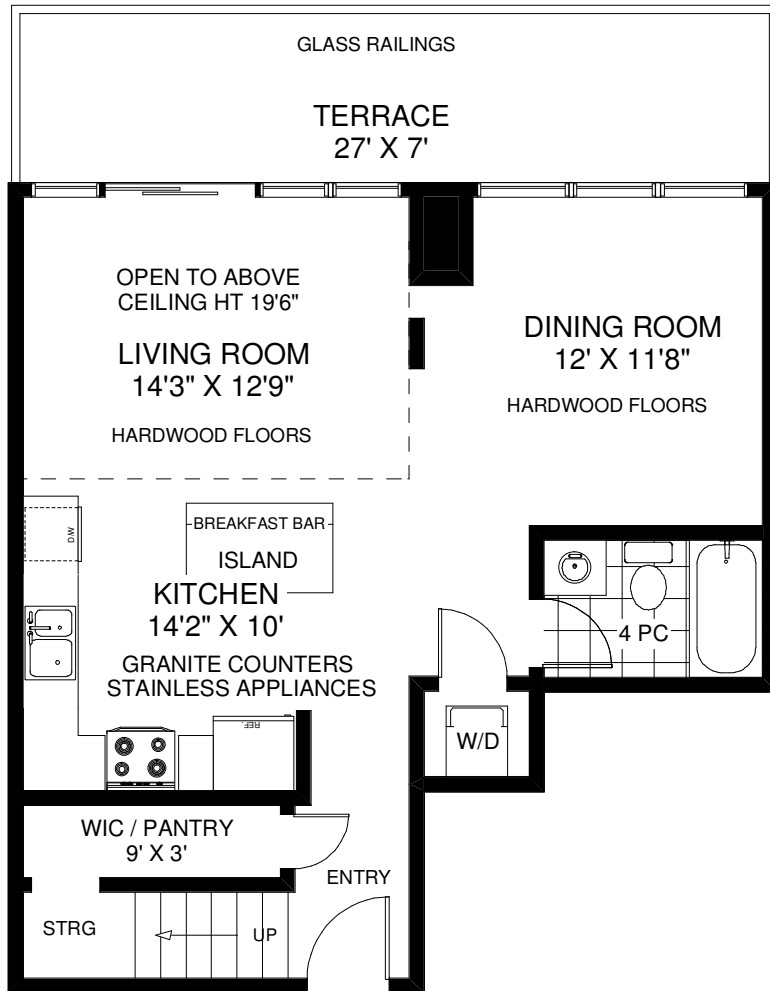 GLASS RAILINGS
TERRACE
27' X 7'
OPEN TO ABOVE
CEILING HT 19'6"
LIVING ROOM
14'3" X 12'9"
HARDWOOD FLOORS
DINING ROOM
12' X 11'8"
HARDWOOD FLOORS
D.W
BREAKFAST BAR
ISLAND
KITCHEN
14'2" X 10'
GRANITE COUNTERS
STAINLESS APPLIANCES
4 PC
REF.
W/D
WIC / PANTRY
9' X 3'
ENTRY
STRG
UP